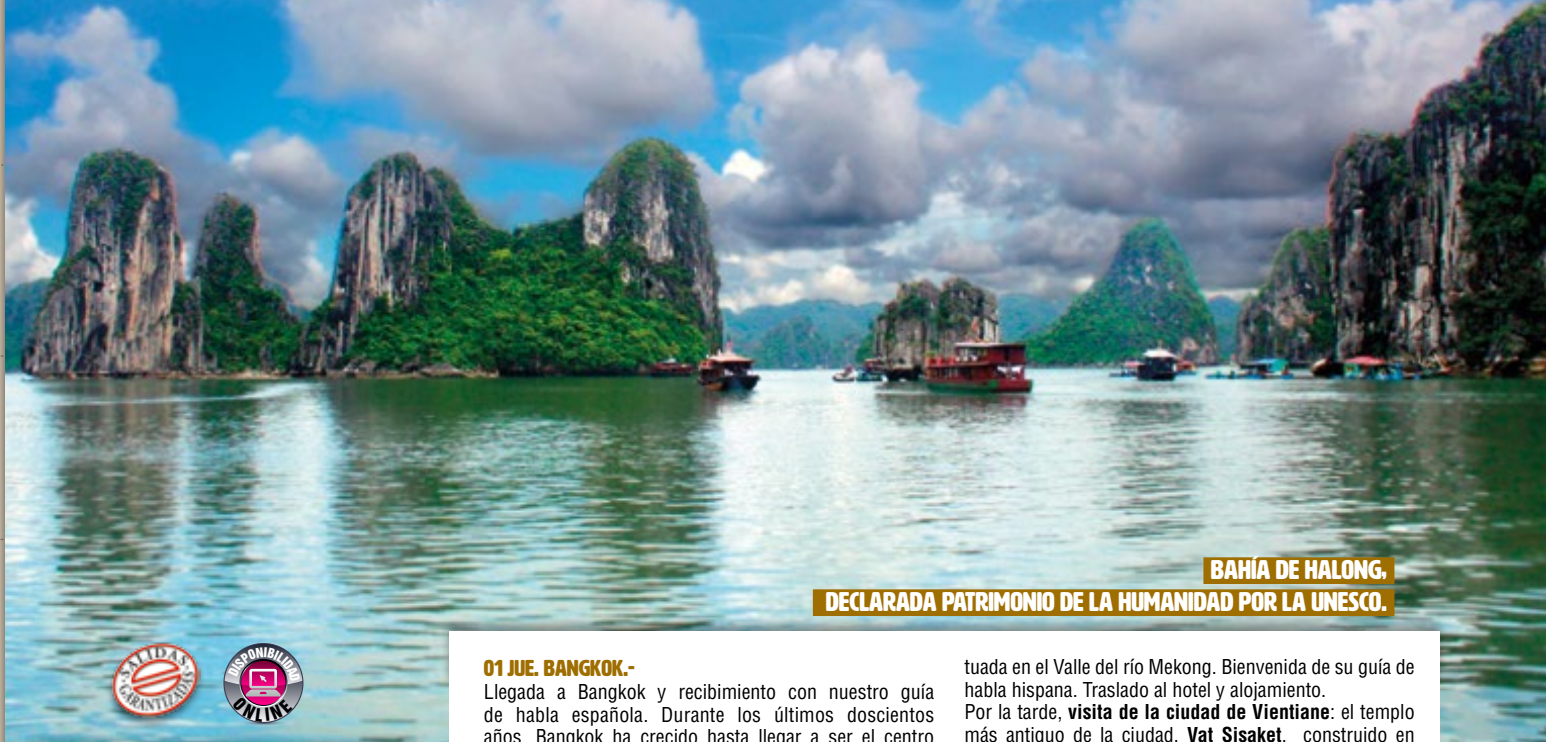 BAHÍA DE HALONG,
DECLARADA PATRIMONIO DE LA HUMANIDAD POR LA UNESCO.
SALIDAS
GARANTIZADAS
DISPONIBILIDAD
ONLINE
01 JUE. BANGKOK.-
Llegada a Bangkok y recibimiento con nuestro guía
de habla española. Durante los últimos doscientos
años, Bangkok ha crecido hasta llegar a ser el centro
tuada en el Valle del río Mekong. Bienvenida de su guía de
habla hispana. Traslado al hotel y alojamiento.
Por la tarde, visita de la ciudad de Vientiane: el templo
más antiguo de la ciudad, Vat Sisaket, construido en